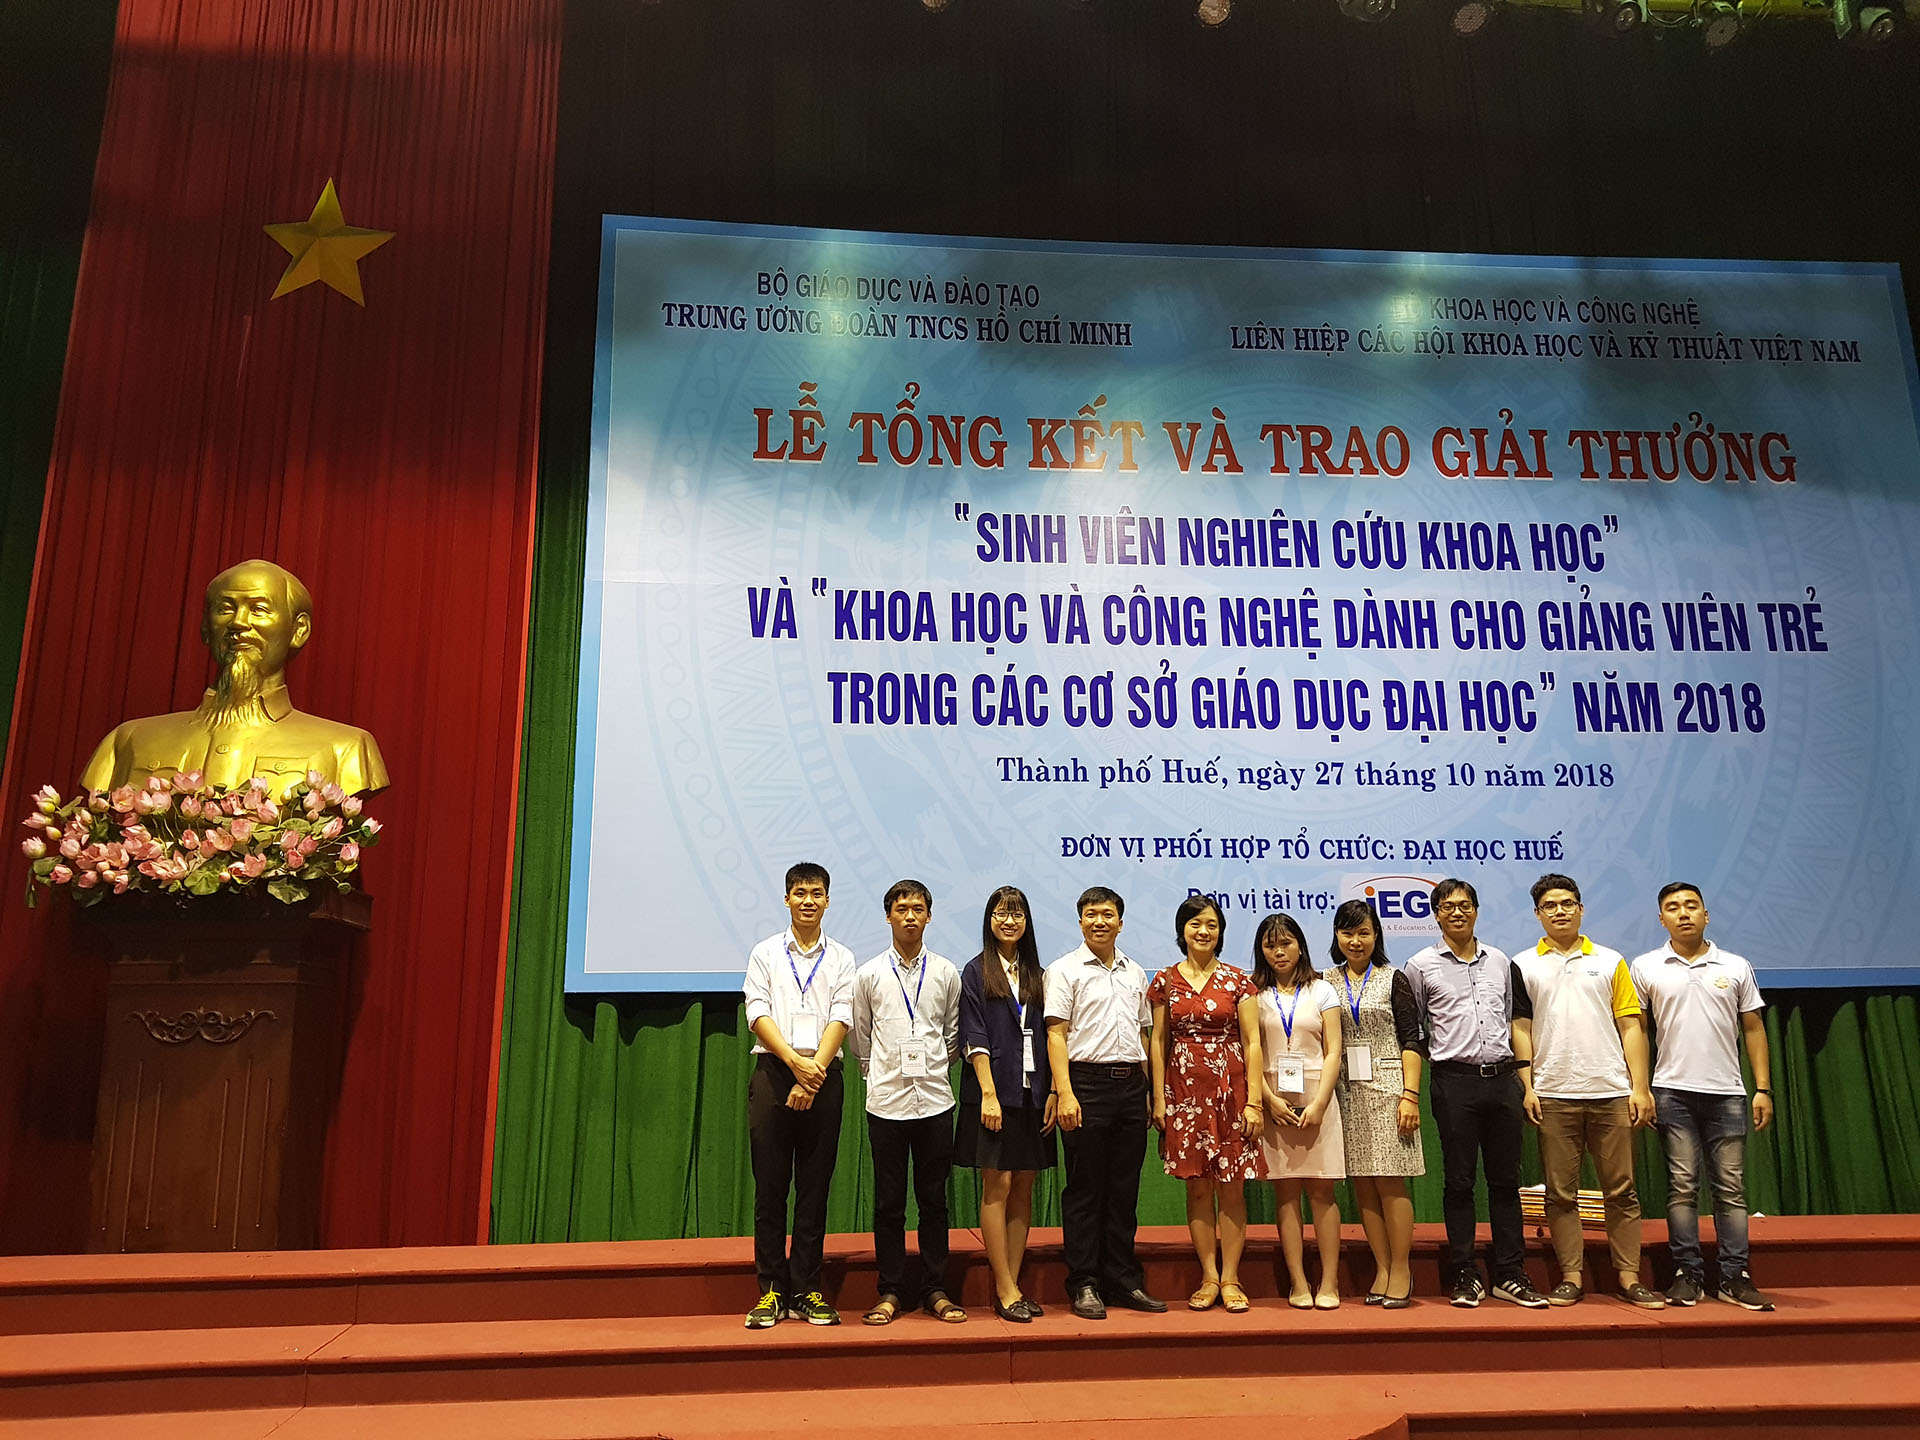 BỘ GIÁO DỤC VÀ ĐÀO TẠO
TRUNG ƯƠNG ĐOÀN TNCS HỒ CHÍ MINH
BỘ KHOA HỌC VÀ CÔNG NGHỆ
LIÊN HIỆP CÁC HỘI KHOA HỌC VÀ KỸ THUẬT VIỆT NAM
LỄ TỔNG KẾT VÀ TRAO GIẢI THƯỞNG
"SINH VIÊN NGHIÊN CỨU KHOA HỌC"
VÀ "KHOA HỌC VÀ CÔNG NGHỆ DÀNH CHO GIẢNG VIÊN TRẺ
TRONG CÁC CƠ SỞ GIÁO DỤC ĐẠI HỌC" NĂM 2018
Thành phố Huế, ngày 27 tháng 10 năm 2018
ĐƠN VỊ PHỐI HỢP TỔ CHỨC: ĐẠI HỌC HUẾ
Đơn vị tài trợ:
iEG
& Education